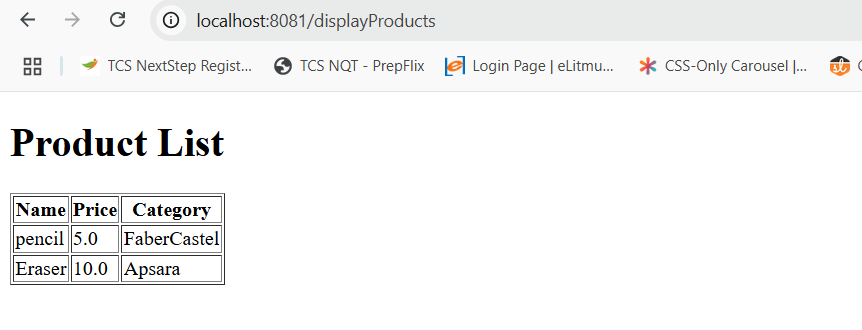 localhost:8081/displayProducts
TCS NextStep Regist... TCS NQT - PrepFlix Login Page | eLitmu... CSS-Only Carousel |...
Product List
Name Price Category
pencil 5.0 FaberCastel
Eraser 10.0 Apsara